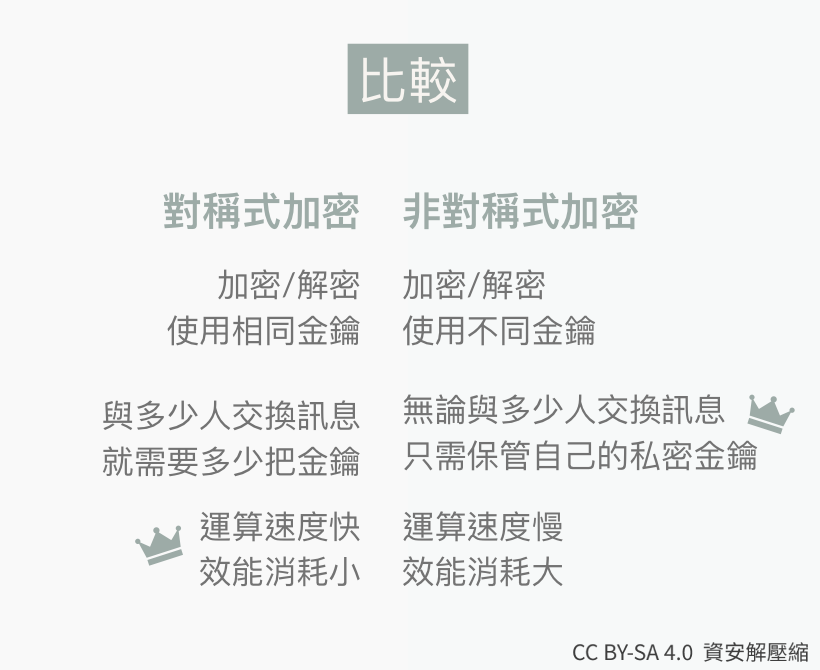 比較
對稱式加密
非對稱式加密
加密/解密
使用相同金鑰
加密/解密
使用不同金鑰
與多少人交換訊息
就需要多少把金鑰
無論與多少人交換訊息
只需保管自己的私密金鑰
運算速度快
效能消耗小
運算速度慢
效能消耗大
CC BY-SA 4.0 資安解壓縮